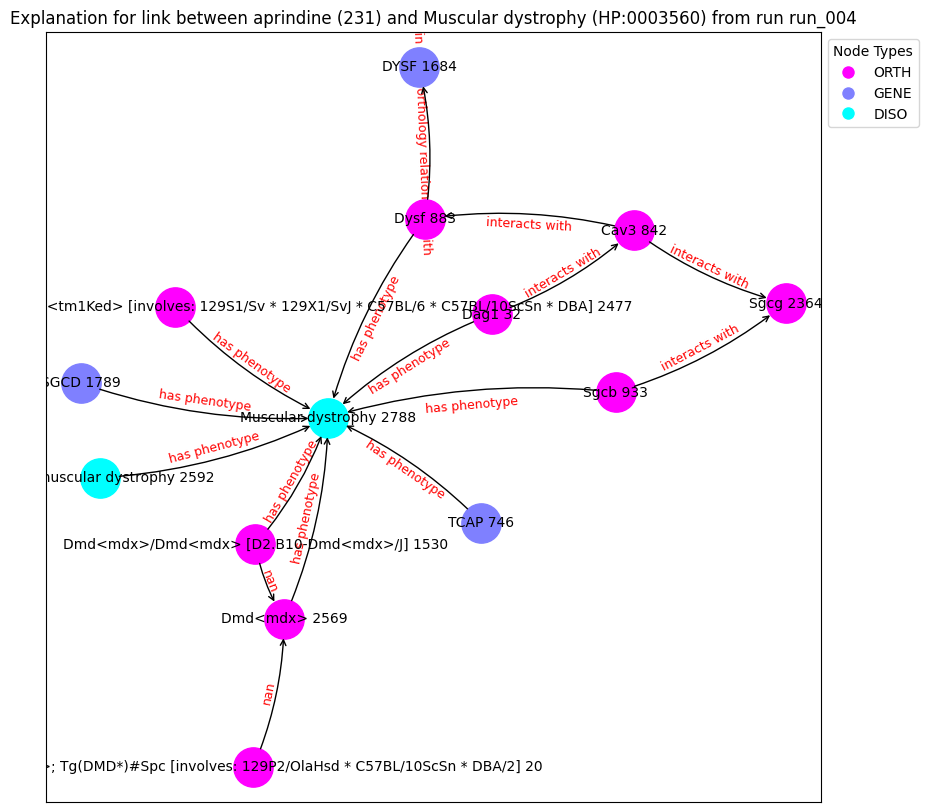 Explanation for link between aprindine (231) and Muscular dystrophy (HP:0003560) from run run_004
Node Types
ORTH
GENE
DISO
in orthology relationship with
DYSF 1684
Dysf 883
interacts with
Cav3 842
interacts with
interacts with
<tm1Ked> [involves: 129S1/Sv * 129X1/SvJ * C57BL/6 * C57BL/10ScSn * DBA] 2477
Dag1 32
Sgcg 2364
has phenotype
has phenotype
has phenotype
interacts with
SGCD 1789
has phenotype
Sgcb 933
has phenotype
Muscular dystrophy 2788
has phenotype
muscular dystrophy 2592
has phenotype
has phenotype
has phenotype
TCAP 746
Dmd<mdx>/Dmd<mdx> [D2.B10-Dmd<mdx>/J] 1530
nan
Dmd<mdx> 2569
nan
>; Tg(DMD*)#Spc [involves: 129P2/OlaHsd * C57BL/10ScSn * DBA/2] 20